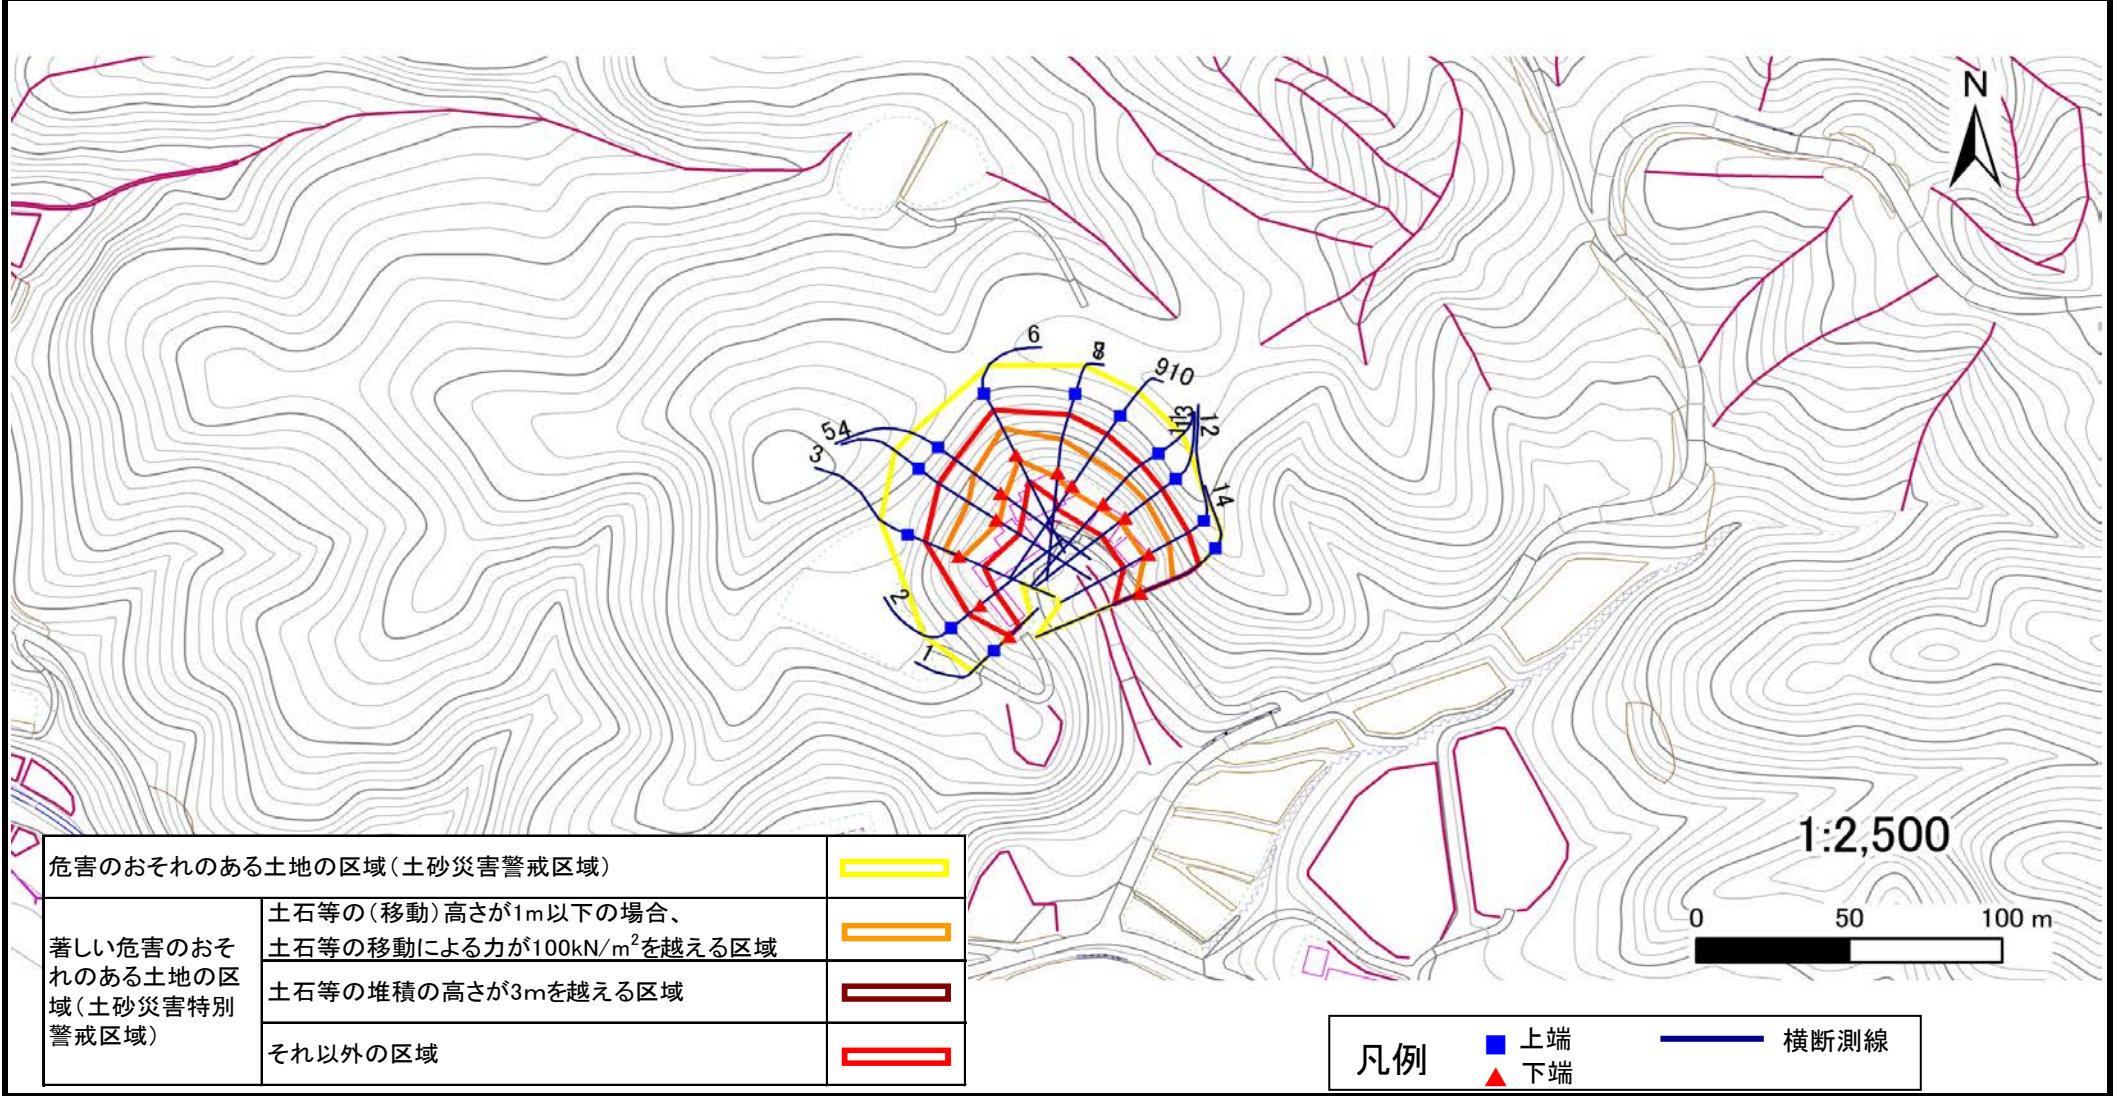 N
6
8
910
54
3
12
14
2
1
1:2,500
0 50 100 m
危害のおそれのある土地の区域(土砂災害警戒区域)
著しい危害のおそ
れのある土地の区
域(土砂災害特別
警戒区域)
土石等の(移動)高さが1m以下の場合、
土石等の移動による力が100kN/m²を越える区域
土石等の堆積の高さが3mを越える区域
それ以外の区域
凡例
上端
下端
横断測線